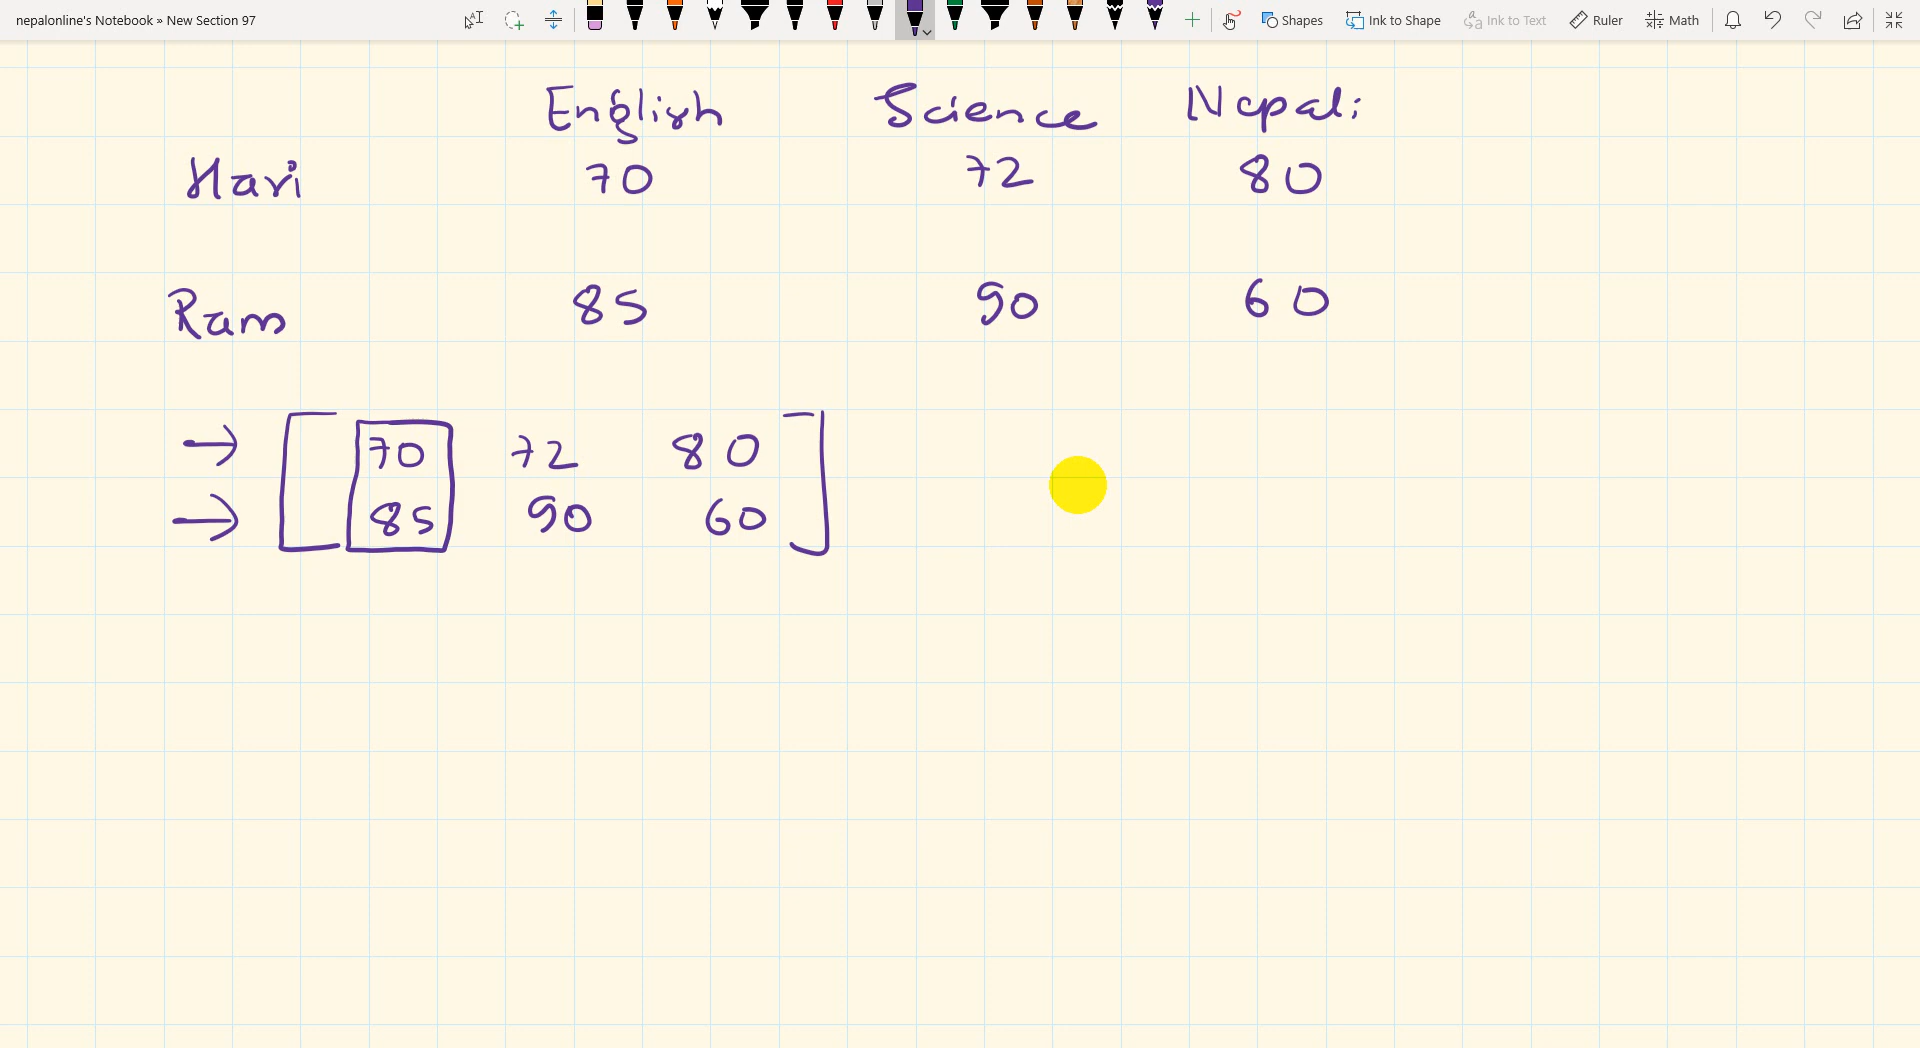 nepalonline's Notebook » New Section 97 Shapes Ink to Shape Ink to Text Ruler Math
English Science Nepali
Hari 70 72 80
Ram 85 90 60
→ [ 70 72 80 ]
→ [ 85 90 60 ]